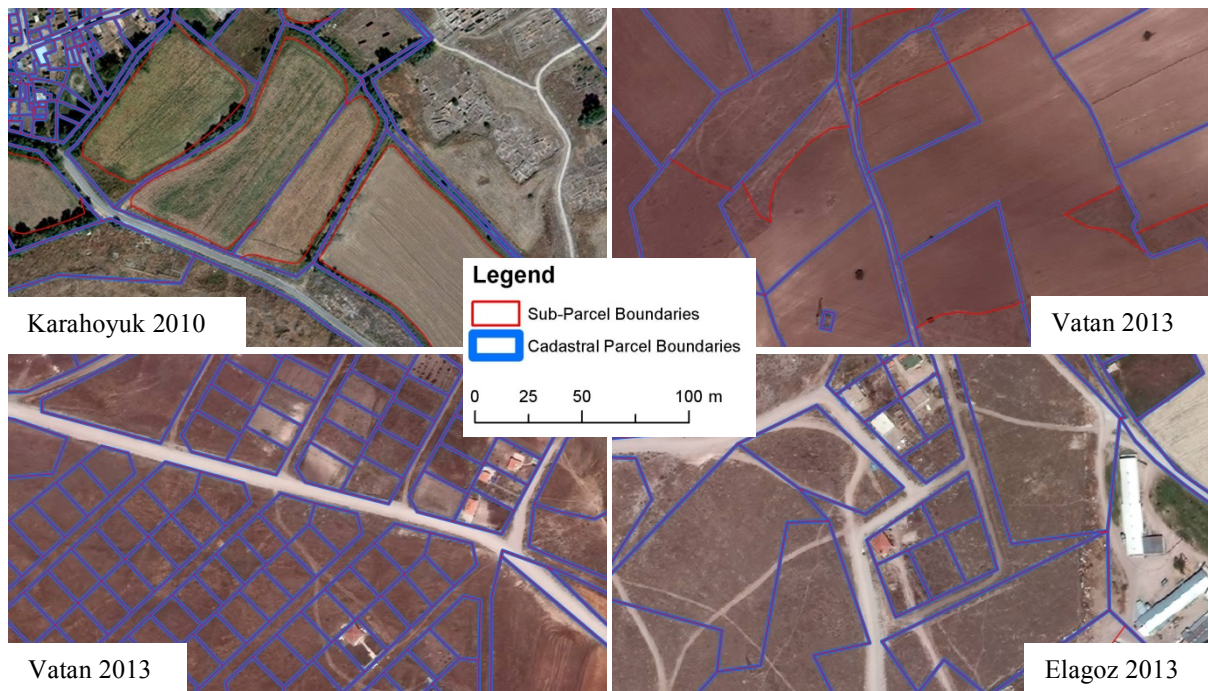 Karahoyuk 2010
Vatan 2013
Legend
Sub-Parcel Boundaries
Cadastral Parcel Boundaries
0 25 50 100 m
Vatan 2013
Elagoz 2013